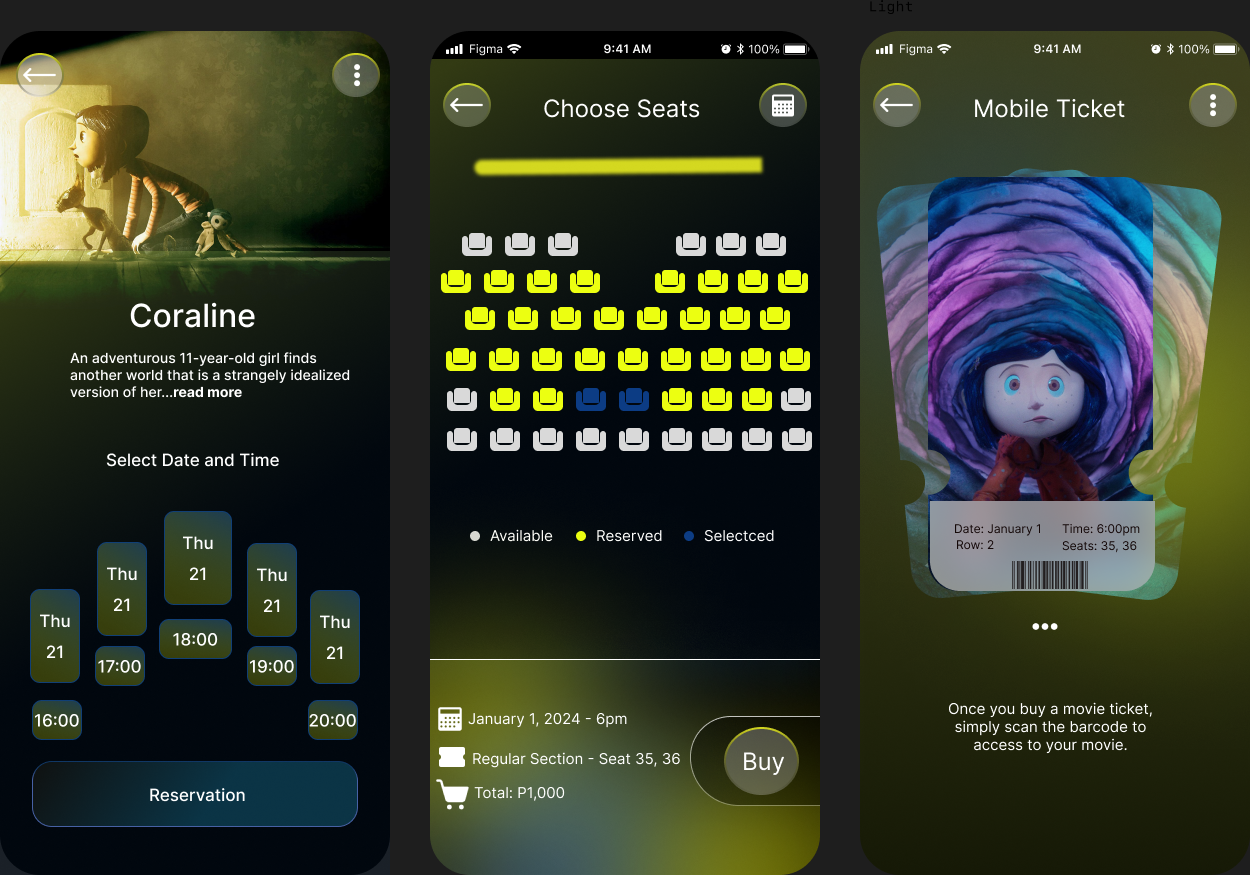 Light
Coraline
An adventurous 11-year-old girl finds
another world that is a strangely idealized
version of her...read more
Select Date and Time
Thu
21
Thu
21
Thu
21
Thu
21
Thu
21
16:00
17:00
18:00
19:00
20:00
Reservation
Figma 9:41 AM 100%
Choose Seats
Available Reserved Selectced
January 1, 2024 - 6pm
Regular Section - Seat 35, 36
Total: P1,000
Buy
Figma 9:41 AM 100%
Mobile Ticket
Date: January 1 Time: 6:00pm
Row: 2 Seats: 35, 36
Once you buy a movie ticket,
simply scan the barcode to
access to your movie.